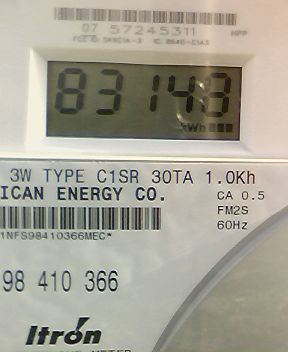 07 57245311 HPP
83143
kWh
3W TYPE C1SR 30TA 1.0Kh
ICAN ENERGY CO.
CA 0.5
FM2S
60Hz
1NFS98410366MEC*
98 410 366
Itron